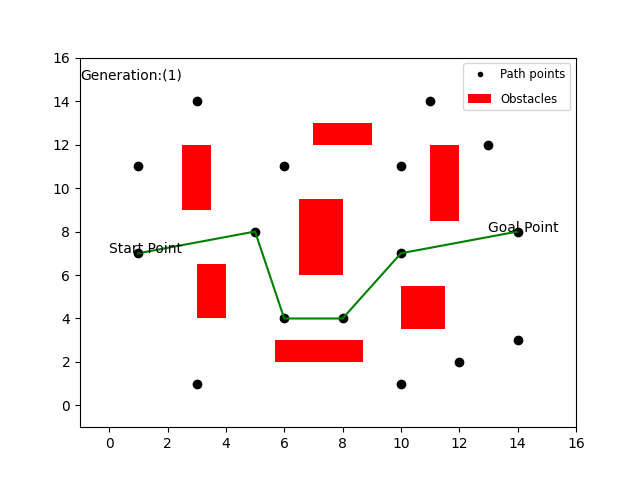 16
Generation:(1)
Path points
Obstacles
14
12
10
8
Goal Point
Start Point
6
4
2
0
0 2 4 6 8 10 12 14 16